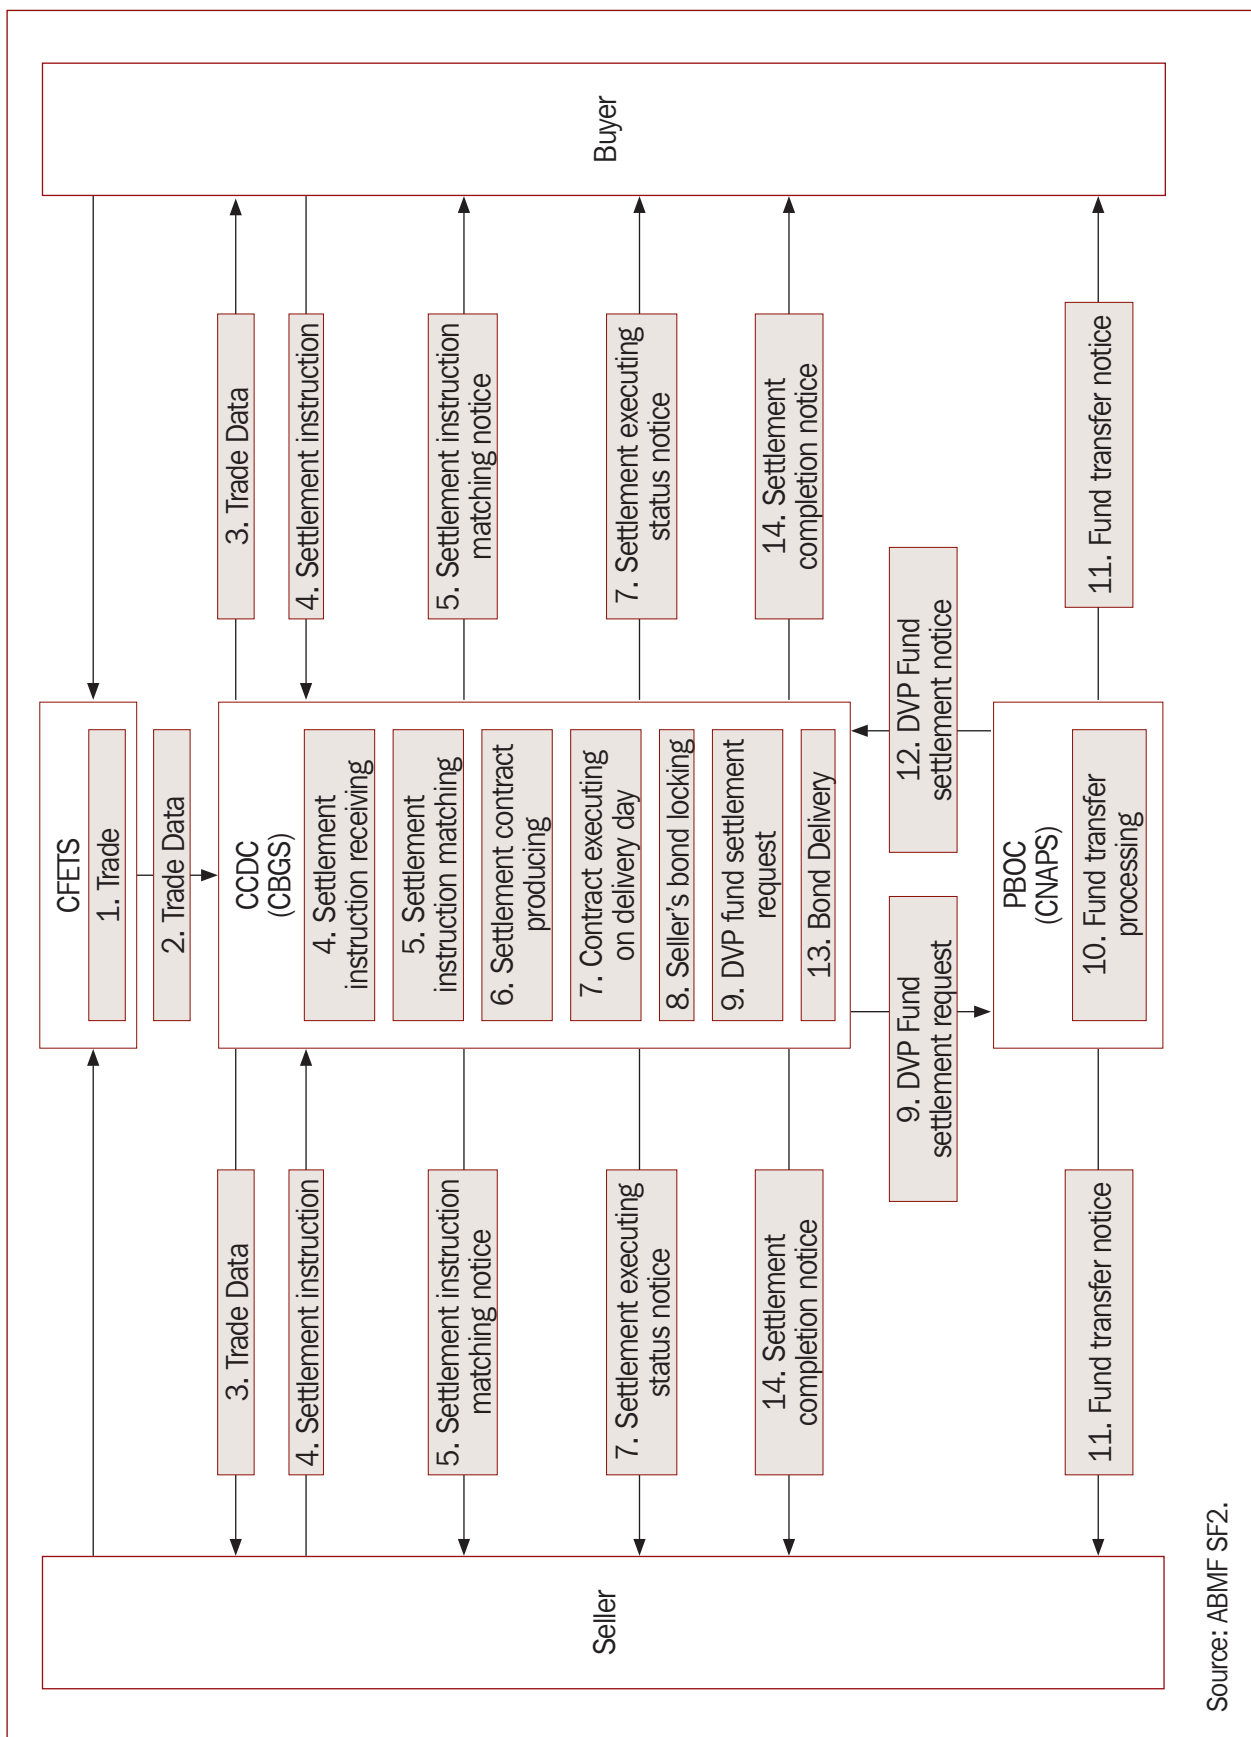 Seller
3. Trade Data
4. Settlement instruction
5. Settlement instruction
matching notice
7. Settlement executing
status notice
14. Settlement
completion notice
11. Fund transfer notice
CFETS
1. Trade
2. Trade Data
CCDC
(CBGS)
4. Settlement
instruction receiving
5. Settlement
instruction matching
6. Settlement contract
producing
7. Contract executing
on delivery day
8. Seller’s bond locking
9. DVP fund settlement
request
13. Bond Delivery
9. DVP Fund
settlement request
12. DVP Fund
settlement notice
PBOC
(CNAPS)
10. Fund transfer
processing
3. Trade Data
4. Settlement instruction
5. Settlement instruction
matching notice
7. Settlement executing
status notice
14. Settlement
completion notice
11. Fund transfer notice
Buyer
Source: ABMF SF2.